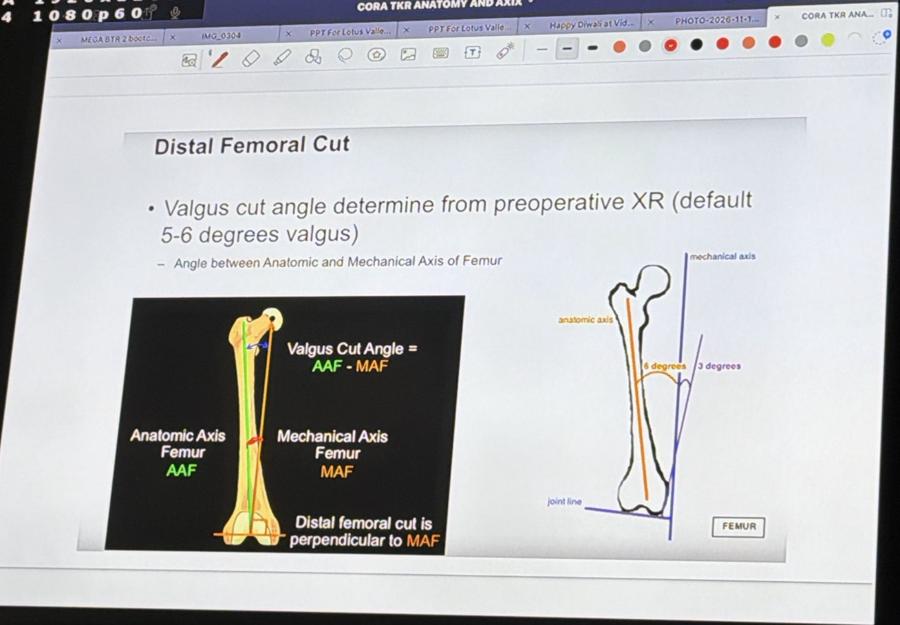 4 1080p60
CORA TKR ANATOMY AND AXIX
MEGA BTR 2 bootc...
IMG_0304
PPT For Lotus Valle...
PPT For Lotus Valle...
Happy Diwali at Vid...
PHOTO-2026-11-1...
CORA TKR ANA...
Distal Femoral Cut
• Valgus cut angle determine from preoperative XR (default
5-6 degrees valgus)
– Angle between Anatomic and Mechanical Axis of Femur
Valgus Cut Angle =
AAF - MAF
Anatomic Axis
Femur
AAF
Mechanical Axis
Femur
MAF
Distal femoral cut is
perpendicular to MAF
mechanical axis
anatomic axis
6 degrees
3 degrees
joint line
FEMUR